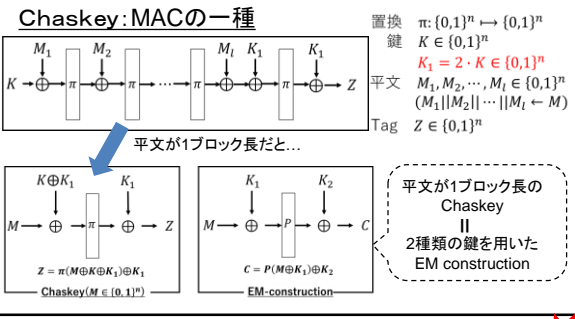 Chaskey:MACの一種
置換 π:{0,1}ⁿ ↦ {0,1}ⁿ
鍵 K ∈ {0,1}ⁿ
K₁ = 2 · K ∈ {0,1}ⁿ
平文 M₁, M₂, ⋯, Mₗ ∈ {0,1}ⁿ
(M₁||M₂|| ⋯ ||Mₗ ← M)
Tag Z ∈ {0,1}ⁿ
M₁ M₂ Mₗ K₁ K₁
K π π ⋯ π π Z
平文が1ブロック長だと…
K⊕K₁ K₁
M π Z
Z = π(M⊕K⊕K₁)⊕K₁
Chaskey(M ∈ {0,1}ⁿ)
K₁ K₂
M P C
C = P(M⊕K₁)⊕K₂
EM-construction
平文が1ブロック長の
Chaskey
=
2種類の鍵を用いた
EM construction